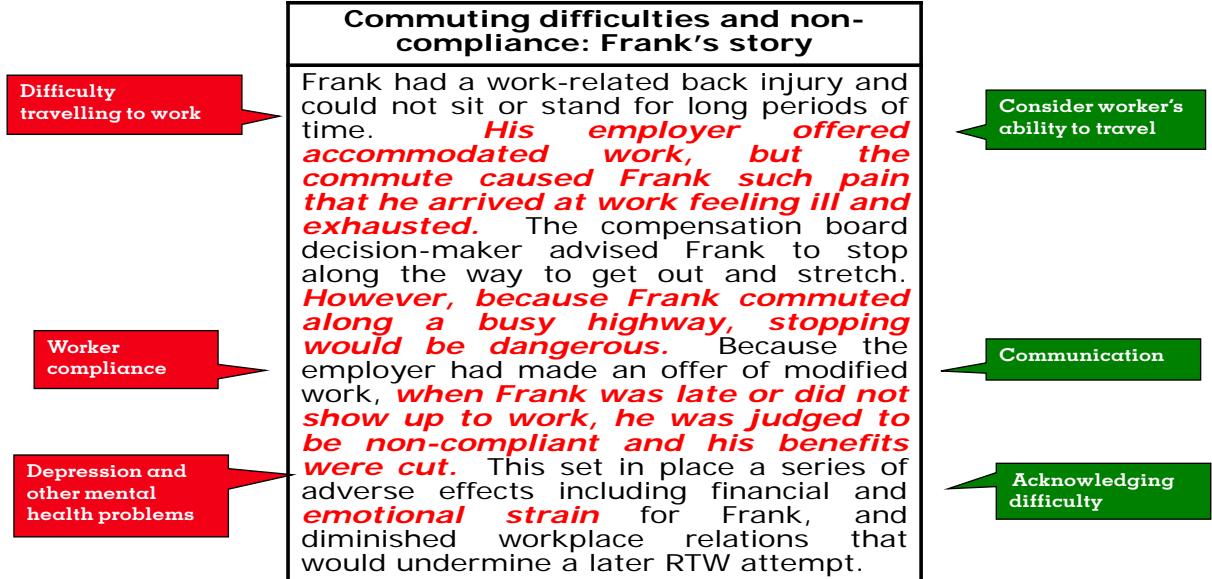 Commuting difficulties and non-
compliance: Frank's story
Difficulty
travelling to work
Frank had a work-related back injury and
could not sit or stand for long periods of
time. His employer offered
accommodated work, but the
commute caused Frank such pain
that he arrived at work feeling ill and
exhausted. The compensation board
decision-maker advised Frank to stop
along the way to get out and stretch.
However, because Frank commuted
along a busy highway, stopping
would be dangerous. Because the
employer had made an offer of modified
work, when Frank was late or did not
show up to work, he was judged to
be non-compliant and his benefits
were cut. This set in place a series of
adverse effects including financial and
emotional strain for Frank, and
diminished workplace relations that
would undermine a later RTW attempt.
Worker
compliance
Depression and
other mental
health problems
Consider worker's
ability to travel
Communication
Acknowledging
difficulty